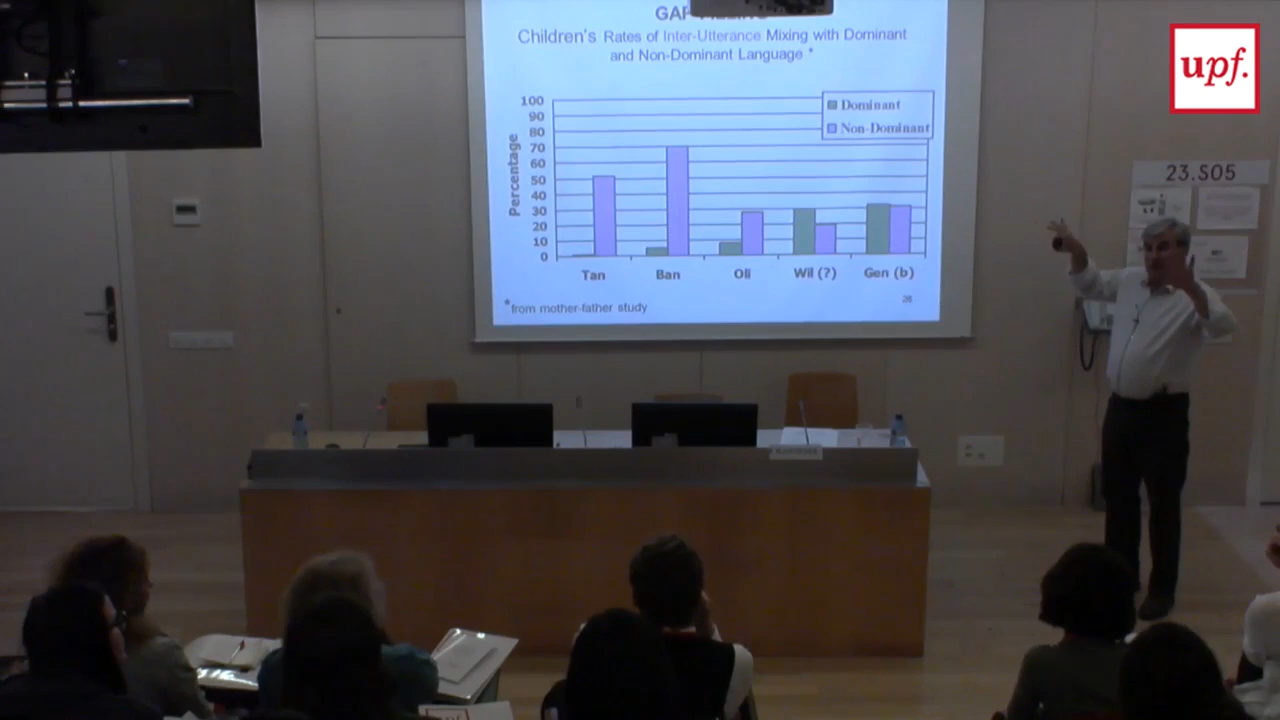 Children's Rates of Inter-Utterance Mixing with Dominant
and Non-Dominant Language *
100
90
80
70
60
50
40
30
20
10
0
Percentage
Dominant
Non-Dominant
Tan
Ban
Oli
Wil (?)
Gen (b)
*from mother-father study
28
upf.
23.S05
upf